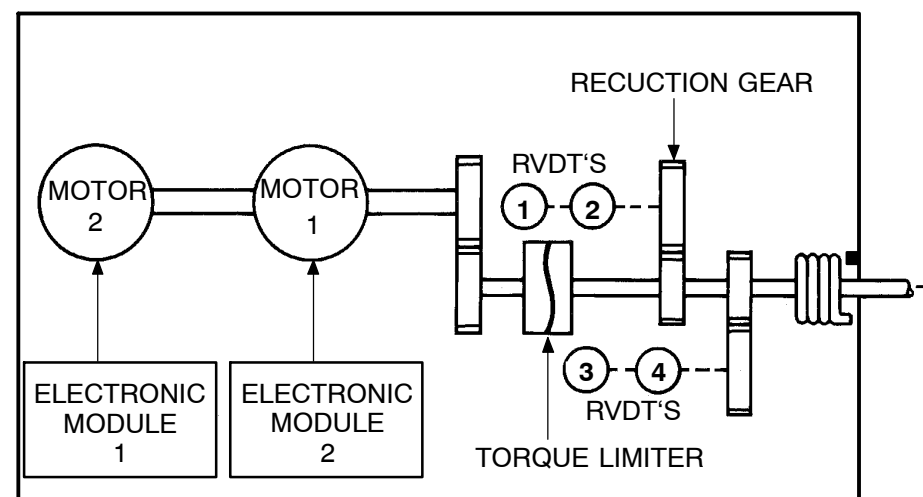 RECUCTION GEAR
RVDT‘S
1
2
MOTOR
2
MOTOR
1
3
4
RVDT‘S
ELECTRONIC
MODULE
1
ELECTRONIC
MODULE
2
TORQUE LIMITER